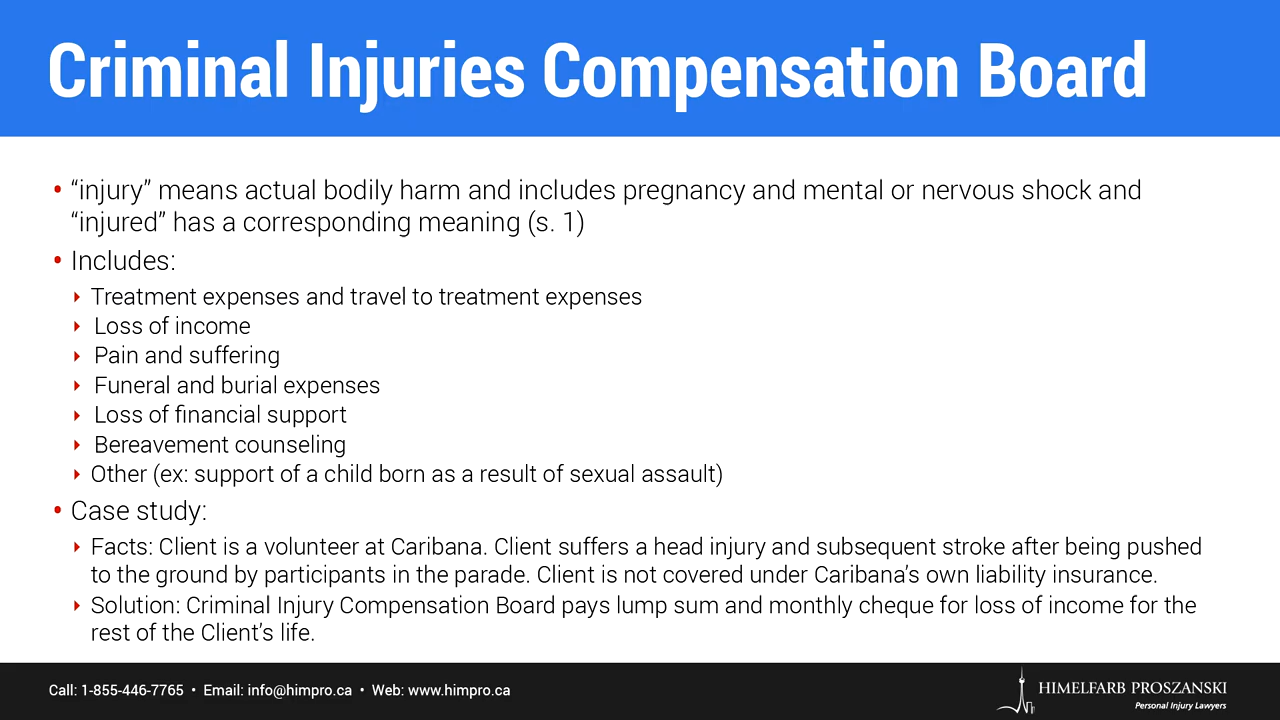 Criminal Injuries Compensation Board
• “injury” means actual bodily harm and includes pregnancy and mental or nervous shock and
“injured” has a corresponding meaning (s. 1)
• Includes:
Treatment expenses and travel to treatment expenses
Loss of income
Pain and suffering
Funeral and burial expenses
Loss of financial support
Bereavement counseling
Other (ex: support of a child born as a result of sexual assault)
• Case study:
Facts: Client is a volunteer at Caribana. Client suffers a head injury and subsequent stroke after being pushed
to the ground by participants in the parade. Client is not covered under Caribana’s own liability insurance.
Solution: Criminal Injury Compensation Board pays lump sum and monthly cheque for loss of income for the
rest of the Client’s life.
Call: 1-855-446-7765 • Email: info@himpro.ca • Web: www.himpro.ca
HIMELFARB PROSZANSKI
Personal Injury Lawyers